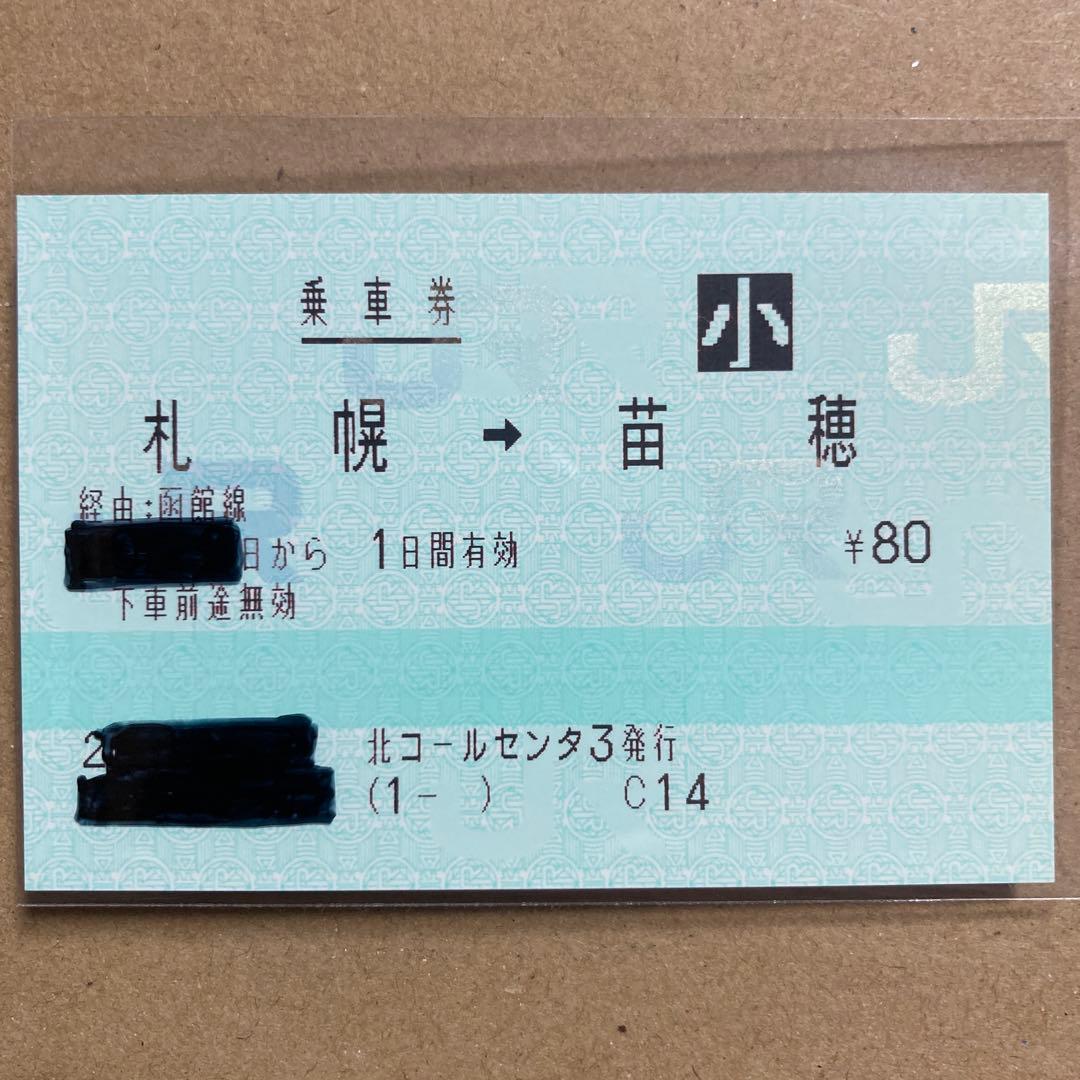 乗車券
小
札幌 → 苗穂
経由:函館線
日から 1日間有効 ¥80
下車前途無効
2 北コールセンタ3発行
(1- ) C14
JR